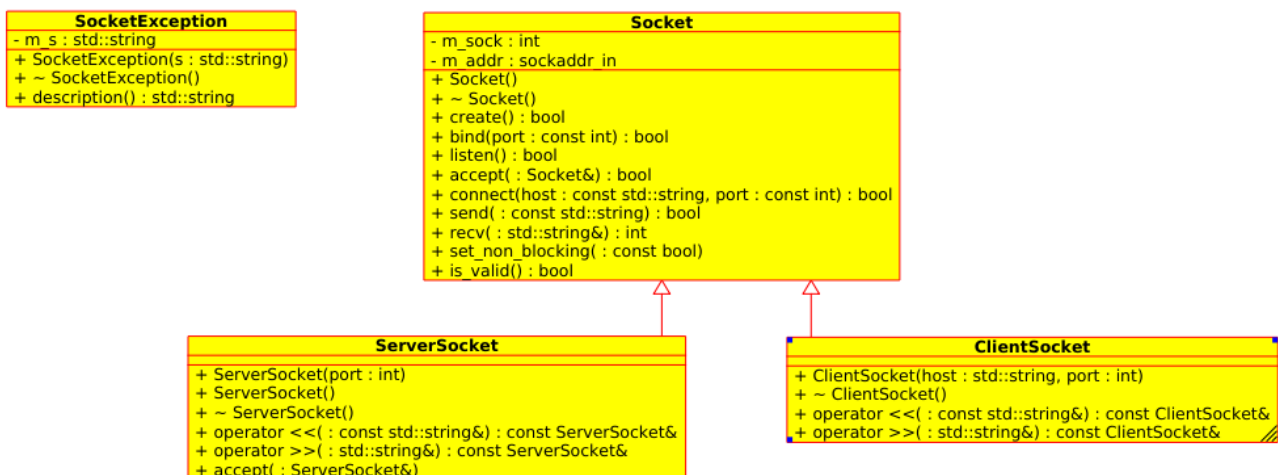 SocketException
- m_s : std::string
+ SocketException(s : std::string)
+ ~ SocketException()
+ description() : std::string
Socket
- m_sock : int
- m_addr : sockaddr_in
+ Socket()
+ ~ Socket()
+ create() : bool
+ bind(port : const int) : bool
+ listen() : bool
+ accept( : Socket&) : bool
+ connect(host : const std::string, port : const int) : bool
+ send( : const std::string) : bool
+ recv( : std::string&) : int
+ set_non_blocking( : const bool)
+ is_valid() : bool
ServerSocket
+ ServerSocket(port : int)
+ ServerSocket()
+ ~ ServerSocket()
+ operator <<( : const std::string&) : const ServerSocket&
+ operator >>( : std::string&) : const ServerSocket&
+ accept( : ServerSocket&)
ClientSocket
+ ClientSocket(host : std::string, port : int)
+ ~ ClientSocket()
+ operator <<( : const std::string&) : const ClientSocket&
+ operator >>( : std::string&) : const ClientSocket&